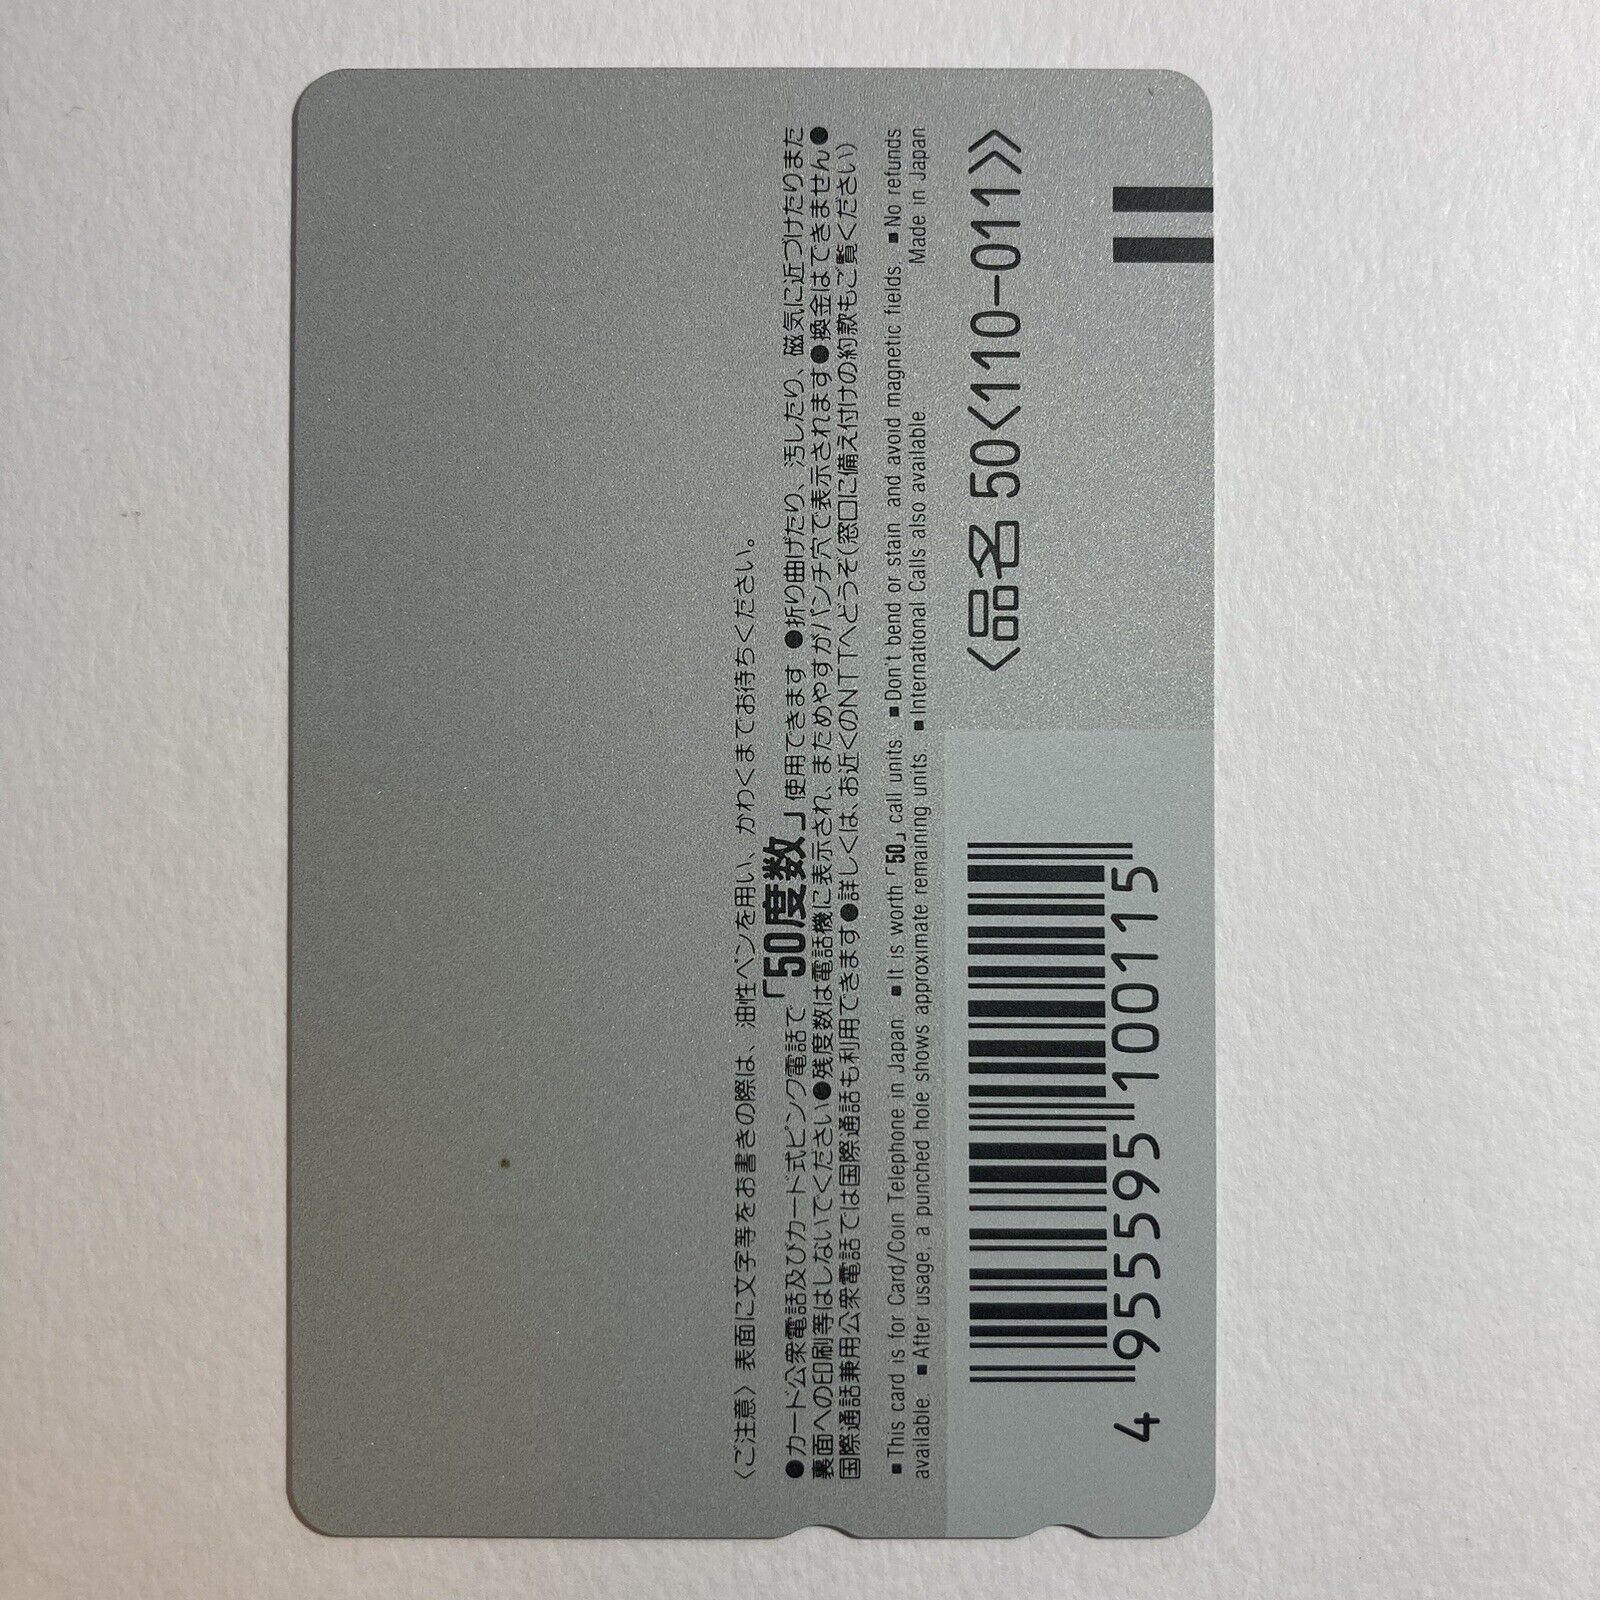 〈ご注意〉表面に文字等をお書きの際は、油性ペンを用い、かわくまでお待ちください。
●カード公衆電話及びカード式ピンク電話で「50度数」使用できます ●折り曲げたり、汚したり、磁気に近づけたりまた
裏面への印刷等はしないでください●残度数は電話機に表示され、まためやすがパンチ穴で表示されます●換金はできません●
国際通話兼用公衆電話では国際通話も利用できます●詳しくは、お近くのNTTへどうぞ(窓口に備え付けの約款もご覧ください)
■This card is for Card/Coin Telephone in Japan. ■It is worth「50」call units. ■Don't bend or stain and avoid magnetic fields. ■No refunds
available. ■After usage, a punched hole shows approximate remaining units. ■International Calls also available. Made in Japan
〈品名 50〈110-011〉〉
4 955595 100115